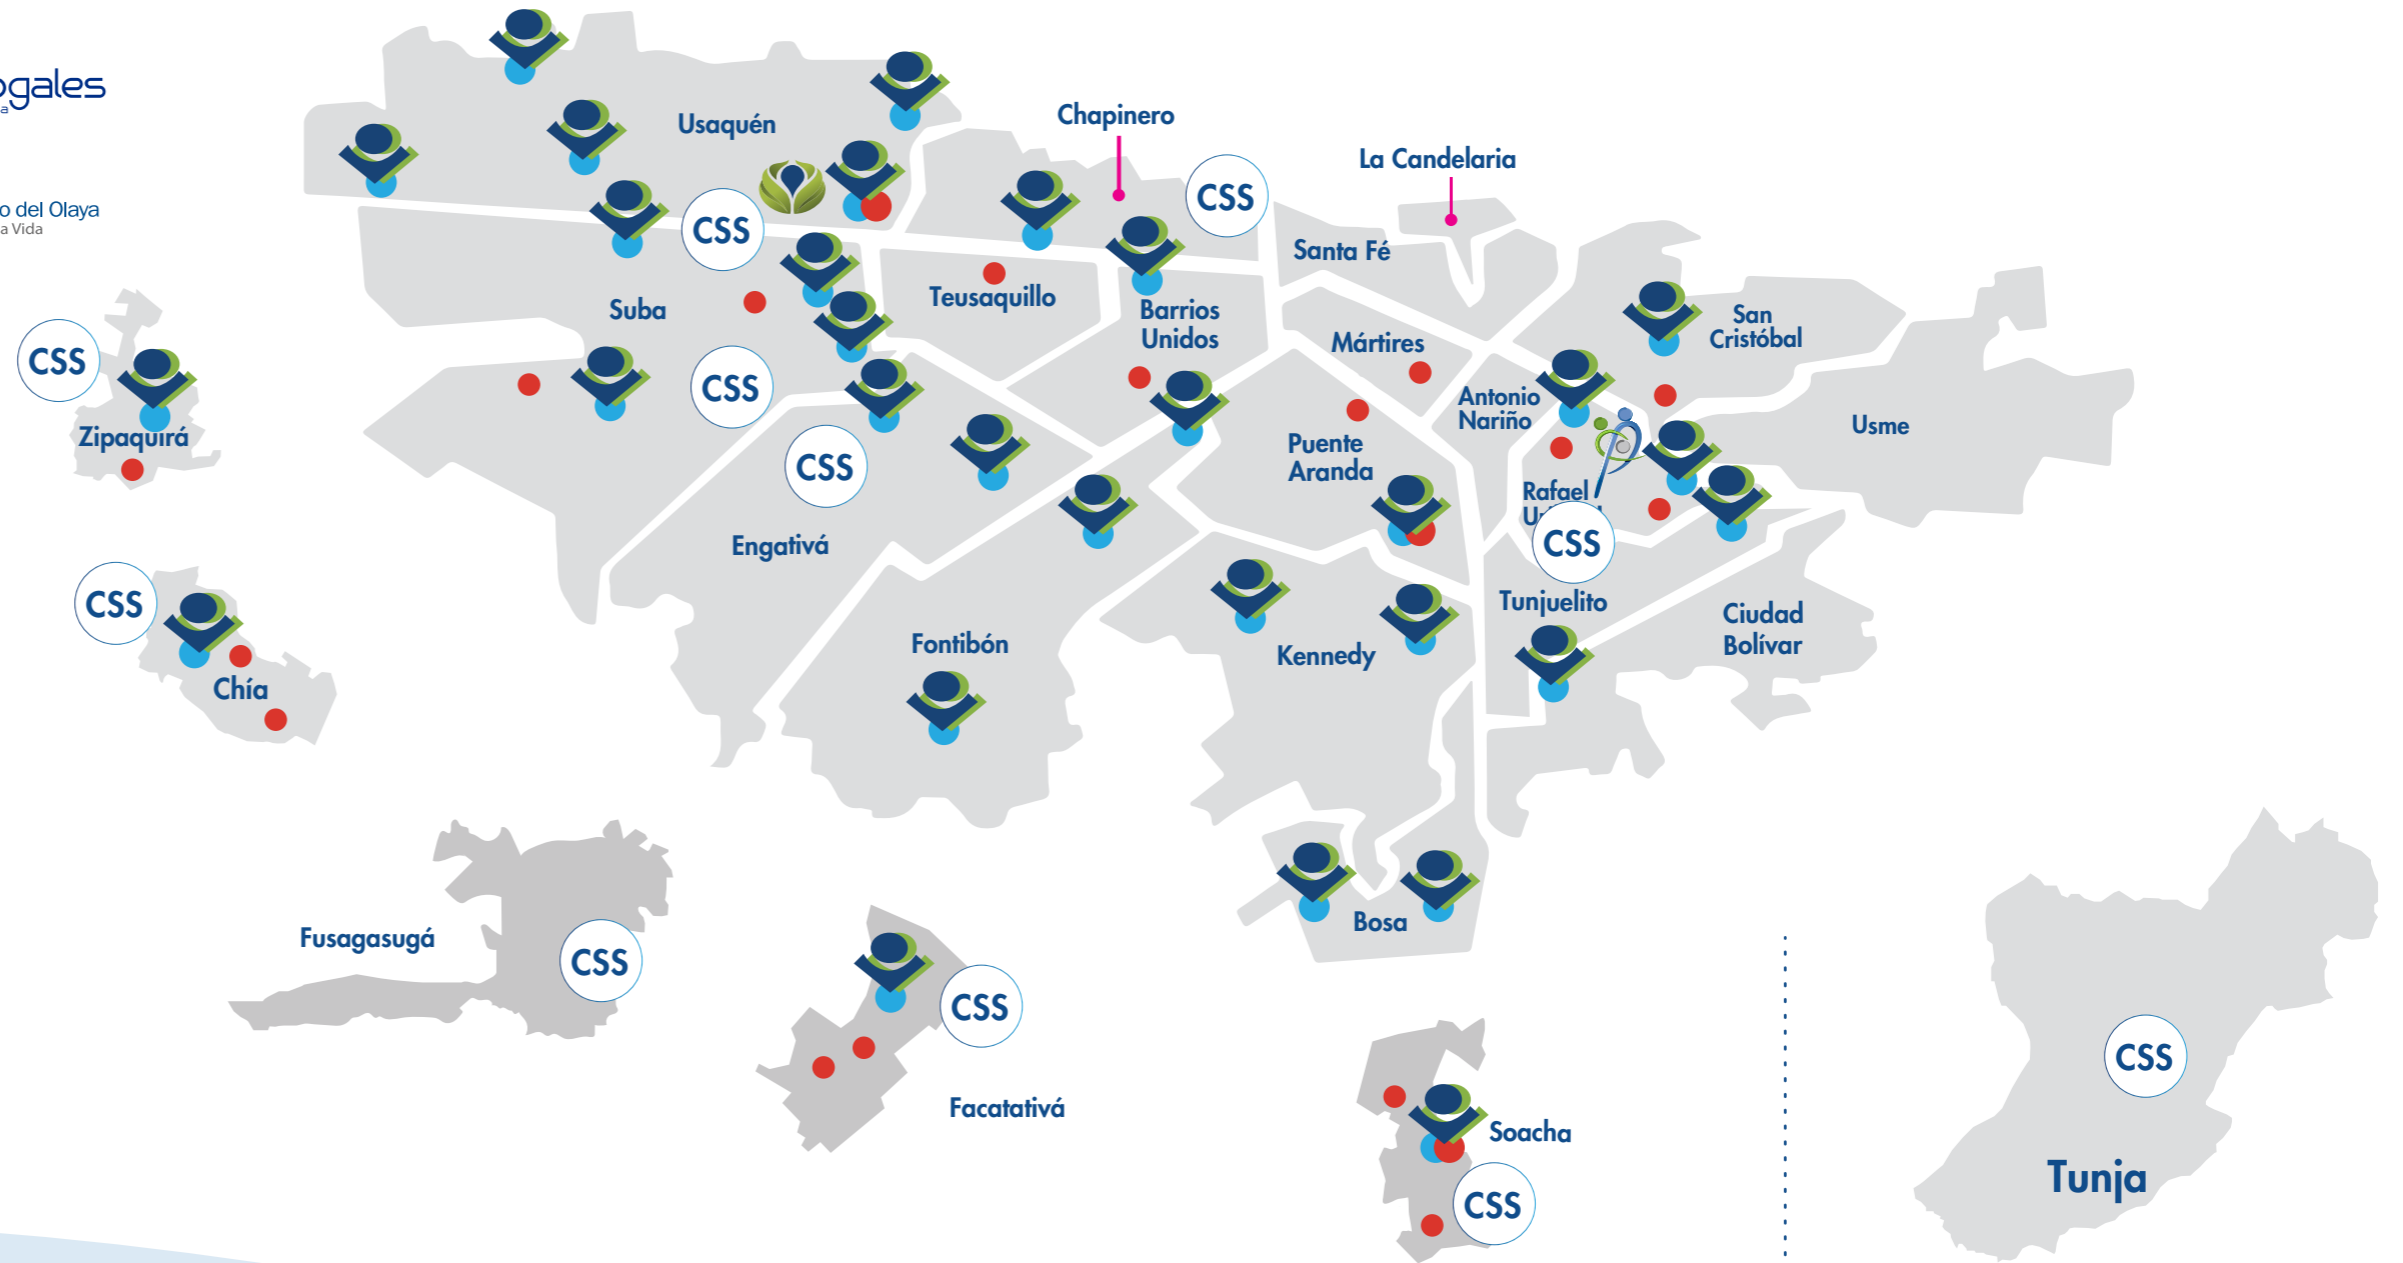 ogales
a
o del Olaya
a Vida
Usaquén
Chapinero
La Candelaria
CSS
CSS
Santa Fé
Teusaquillo
Suba
Barrios
Unidos
Mártires
San
Cristóbal
CSS
Zipaquirá
CSS
Antonio
Nariño
Usme
Puente
Aranda
CSS
Rafael
CSS
Engativá
CSS
Chía
Fontibón
Kennedy
Tunjuelito
Ciudad
Bolívar
Bosa
Fusagasugá
CSS
CSS
Facatativá
Soacha
CSS
CSS
Tunja